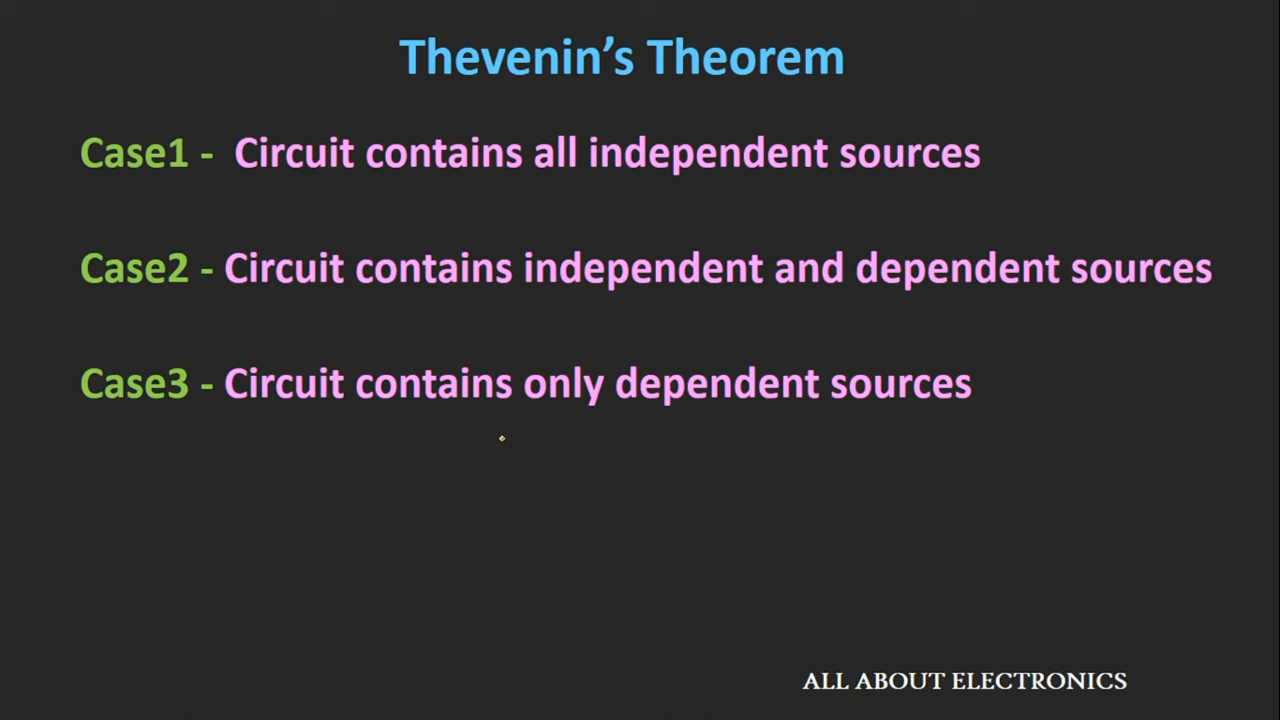 Thevenin’s Theorem
Case1 - Circuit contains all independent sources
Case2 - Circuit contains independent and dependent sources
Case3 - Circuit contains only dependent sources
ALL ABOUT ELECTRONICS